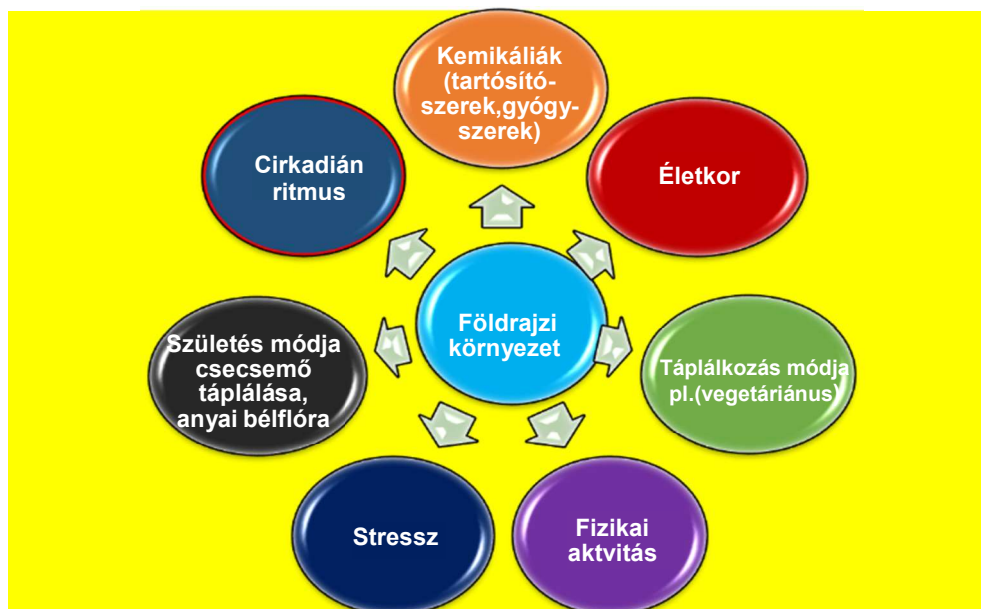 Kemikáliák
(tartósító-
szerek,gyógy-
szerek)
Cirkadián
ritmus
Életkor
Földrajzi
környezet
Születés módja
csecsemő
táplálása,
anyai bélflóra
Táplálkozás módja
pl.(vegetáriánus)
Stressz
Fizikai
aktvitás